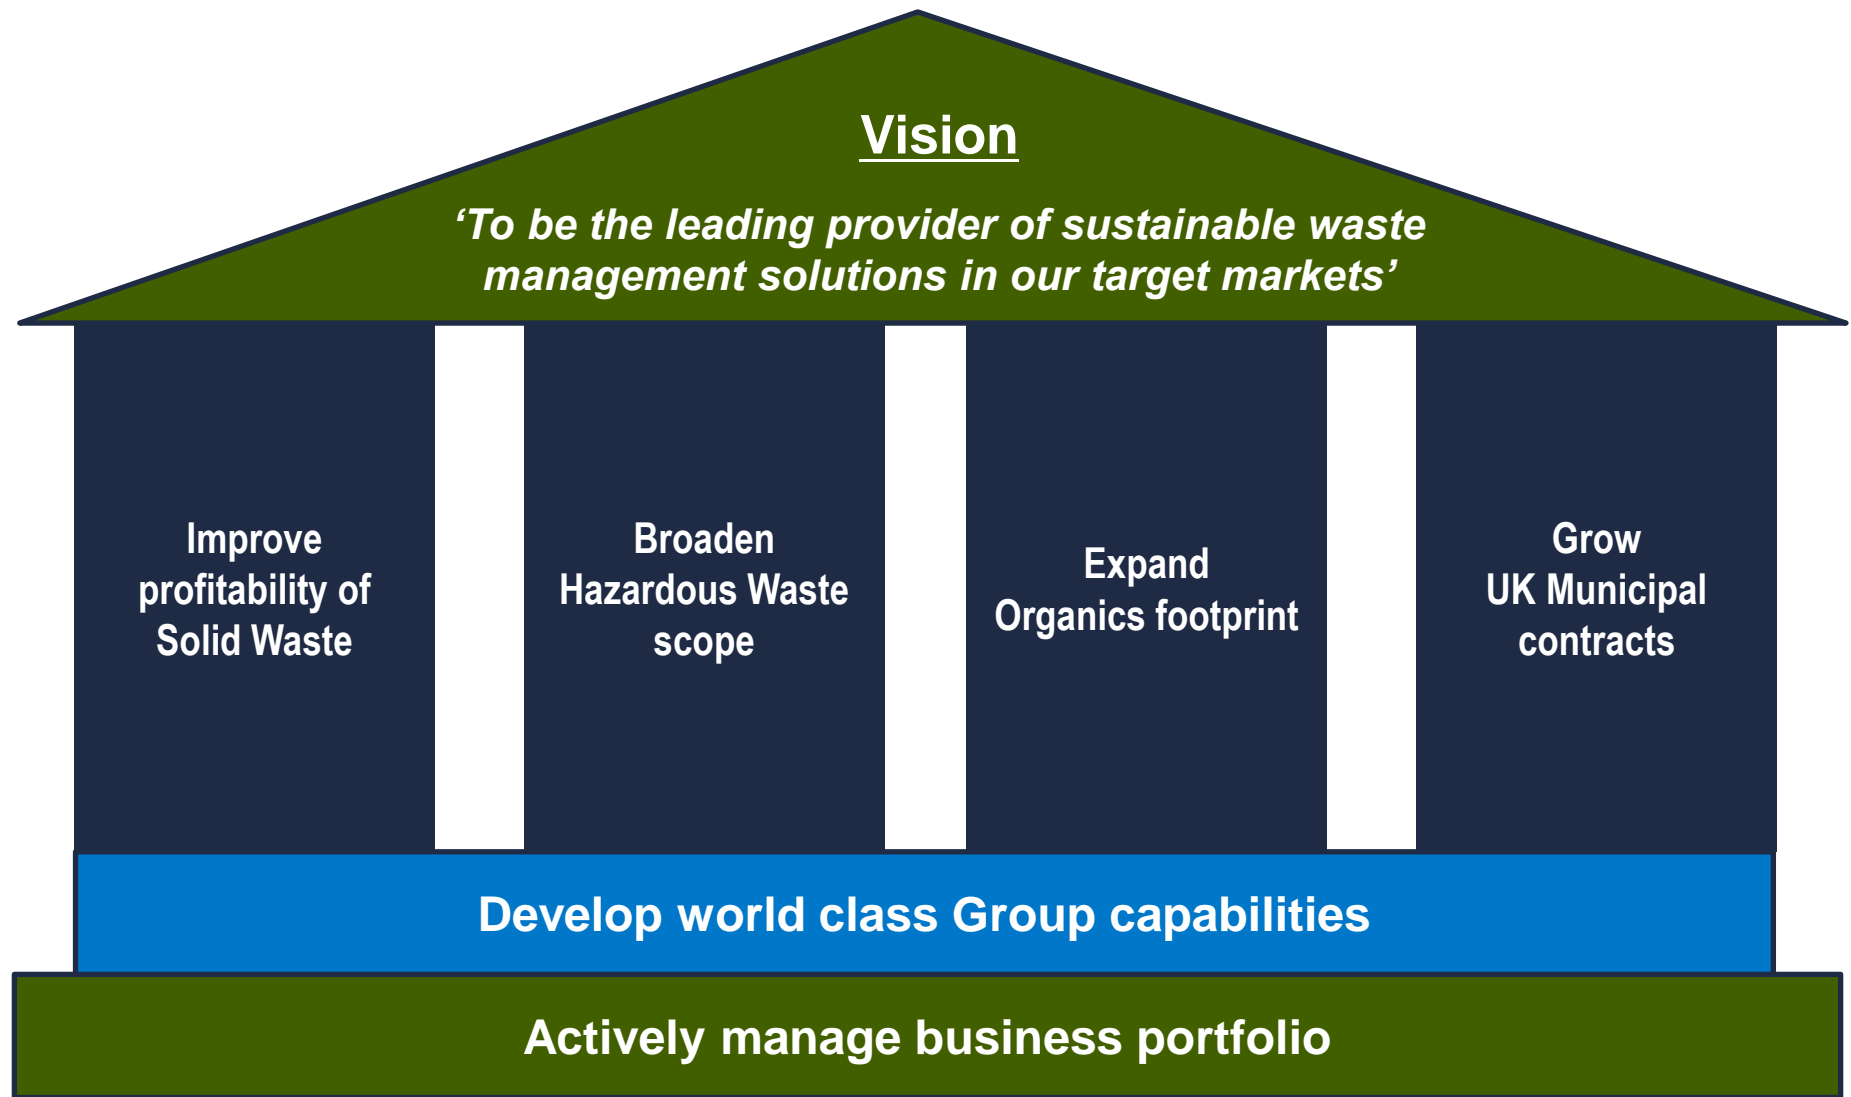 Vision
‘To be the leading provider of sustainable waste
management solutions in our target markets’
Improve
profitability of
Solid Waste
Broaden
Hazardous Waste
scope
Expand
Organics footprint
Grow
UK Municipal
contracts
Develop world class Group capabilities
Actively manage business portfolio